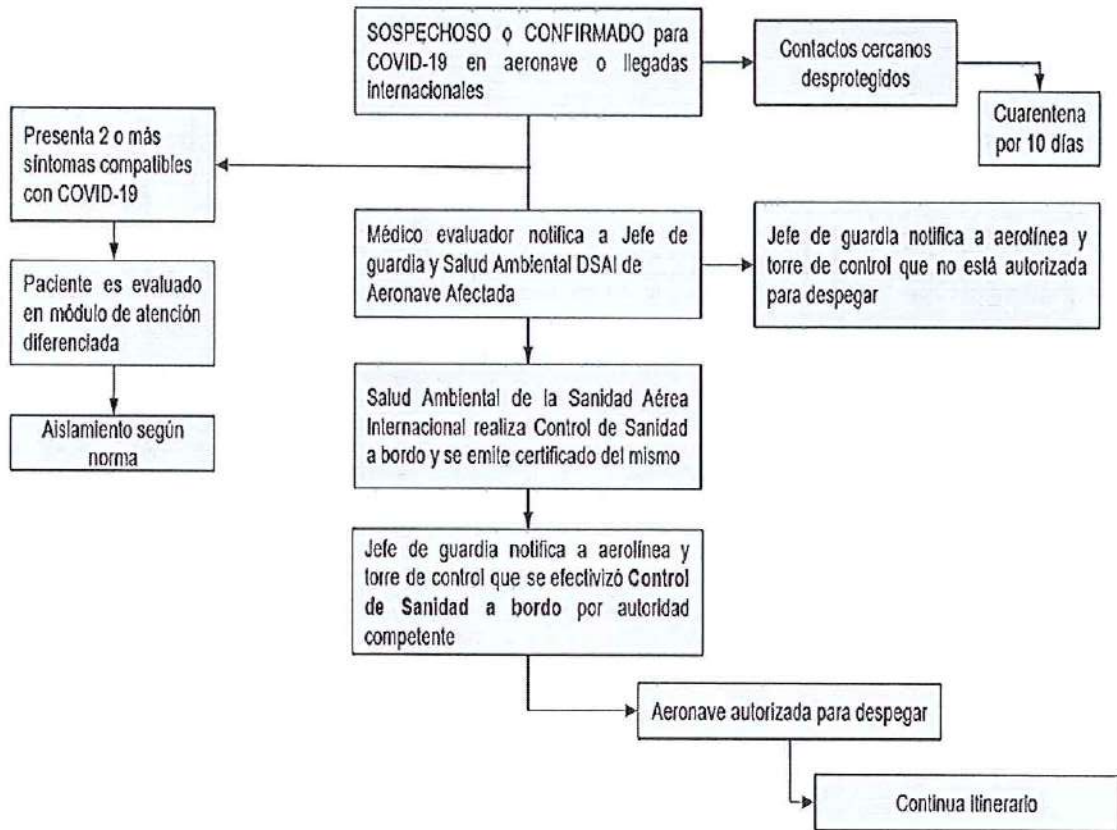 SOSPECHOSO o CONFIRMADO para
COVID-19 en aeronave o llegadas
internacionales
Contactos cercanos
desprotegidos
Cuarentena
por 10 días
Presenta 2 o más
síntomas compatibles
con COVID-19
Médico evaluador notifica a Jefe de
guardia y Salud Ambiental DSAI de
Aeronave Afectada
Jefe de guardia notifica a aerolínea y
torre de control que no está autorizada
para despegar
Paciente es evaluado
en módulo de atención
diferenciada
Salud Ambiental de la Sanidad Aérea
Internacional realiza Control de Sanidad
a bordo y se emite certificado del mismo
Aislamiento según
norma
Jefe de guardia notifica a aerolínea y
torre de control que se efectivizó Control
de Sanidad a bordo por autoridad
competente
Aeronave autorizada para despegar
Continua itinerario